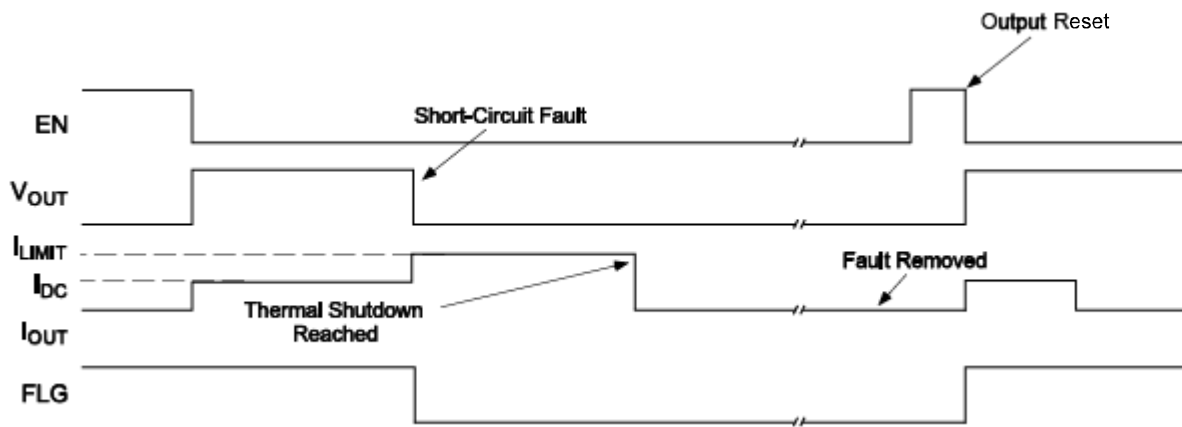 Output Reset
EN
Short-Circuit Fault
VOUT
ILIMIT
IDC
Fault Removed
Thermal Shutdown
Reached
IOUT
FLG